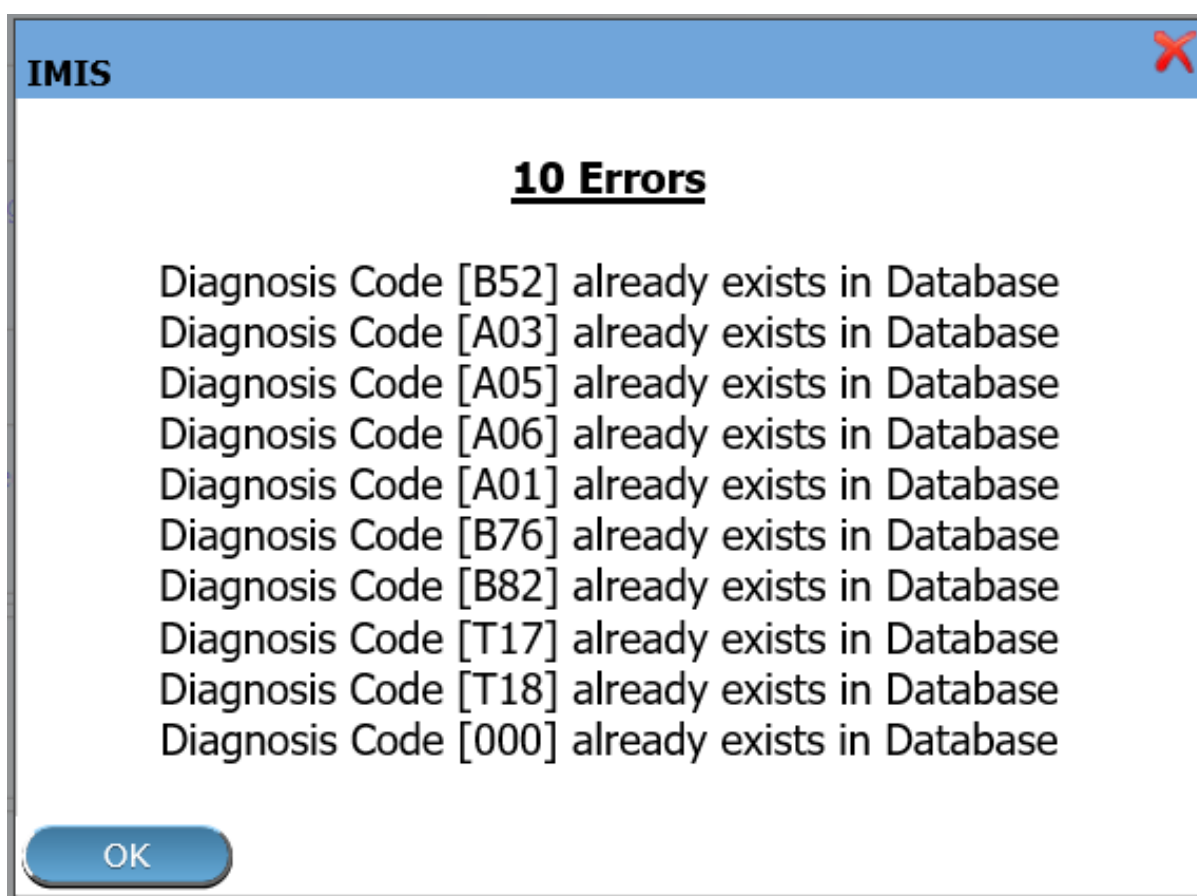 IMIS
10 Errors
Diagnosis Code [B52] already exists in Database
Diagnosis Code [A03] already exists in Database
Diagnosis Code [A05] already exists in Database
Diagnosis Code [A06] already exists in Database
Diagnosis Code [A01] already exists in Database
Diagnosis Code [B76] already exists in Database
Diagnosis Code [B82] already exists in Database
Diagnosis Code [T17] already exists in Database
Diagnosis Code [T18] already exists in Database
Diagnosis Code [000] already exists in Database
OK